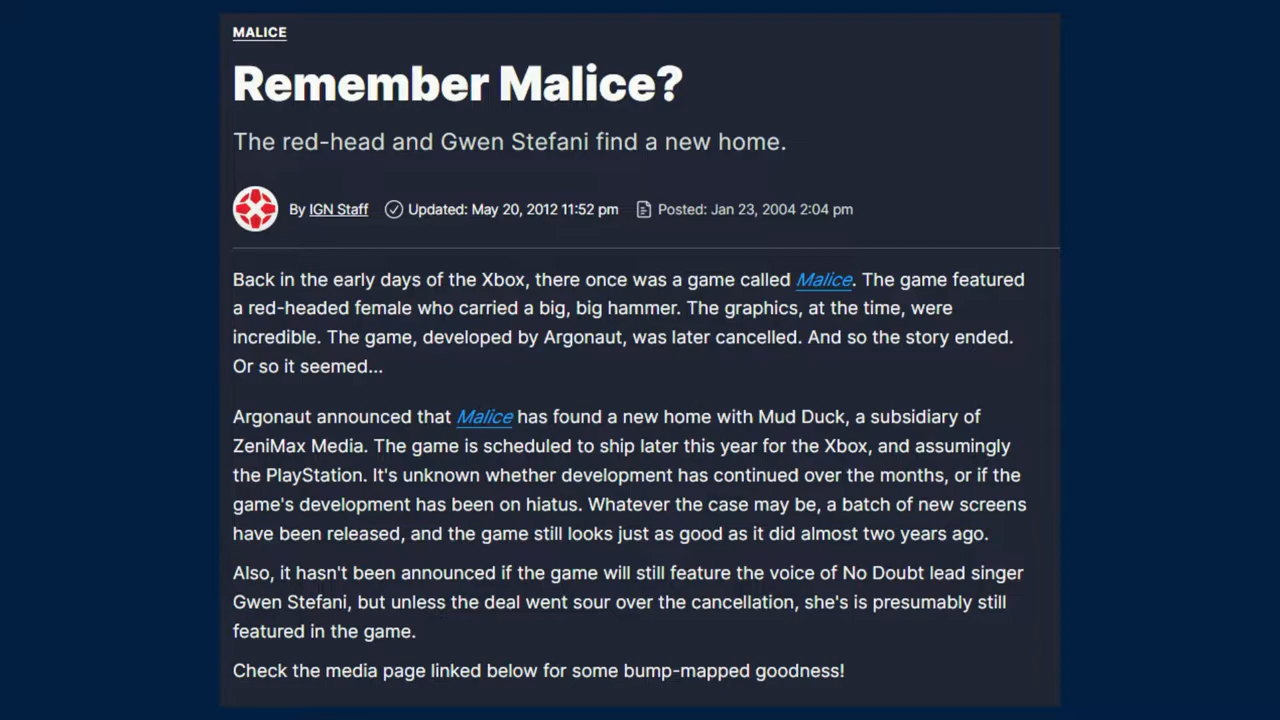 MALICE
Remember Malice?
The red-head and Gwen Stefani find a new home.
By IGN Staff Updated: May 20, 2012 11:52 pm Posted: Jan 23, 2004 2:04 pm
Back in the early days of the Xbox, there once was a game called Malice. The game featured
a red-headed female who carried a big, big hammer. The graphics, at the time, were
incredible. The game, developed by Argonaut, was later cancelled. And so the story ended.
Or so it seemed...
Argonaut announced that Malice has found a new home with Mud Duck, a subsidiary of
ZeniMax Media. The game is scheduled to ship later this year for the Xbox, and assumingly
the PlayStation. It's unknown whether development has continued over the months, or if the
game's development has been on hiatus. Whatever the case may be, a batch of new screens
have been released, and the game still looks just as good as it did almost two years ago.
Also, it hasn't been announced if the game will still feature the voice of No Doubt lead singer
Gwen Stefani, but unless the deal went sour over the cancellation, she's is presumably still
featured in the game.
Check the media page linked below for some bump-mapped goodness!